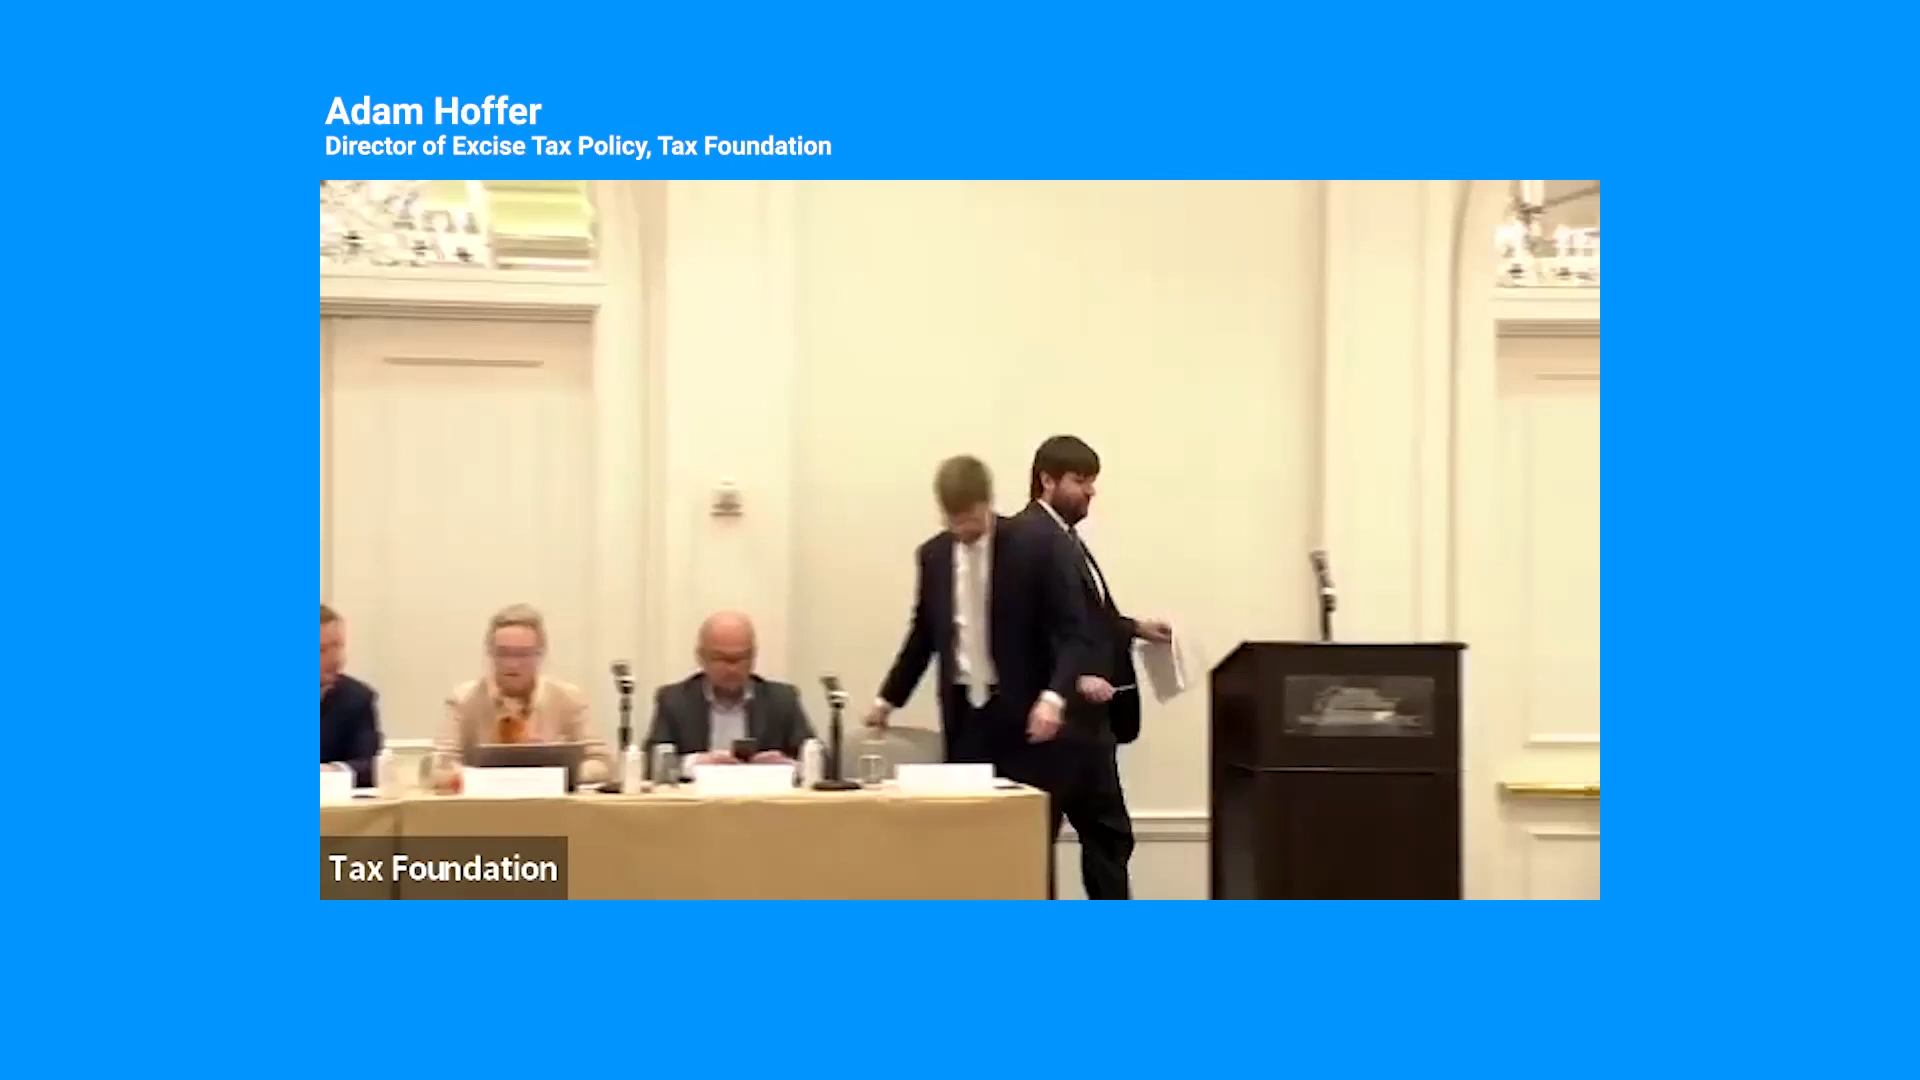 Adam Hoffer
Director of Excise Tax Policy, Tax Foundation
Tax Foundation